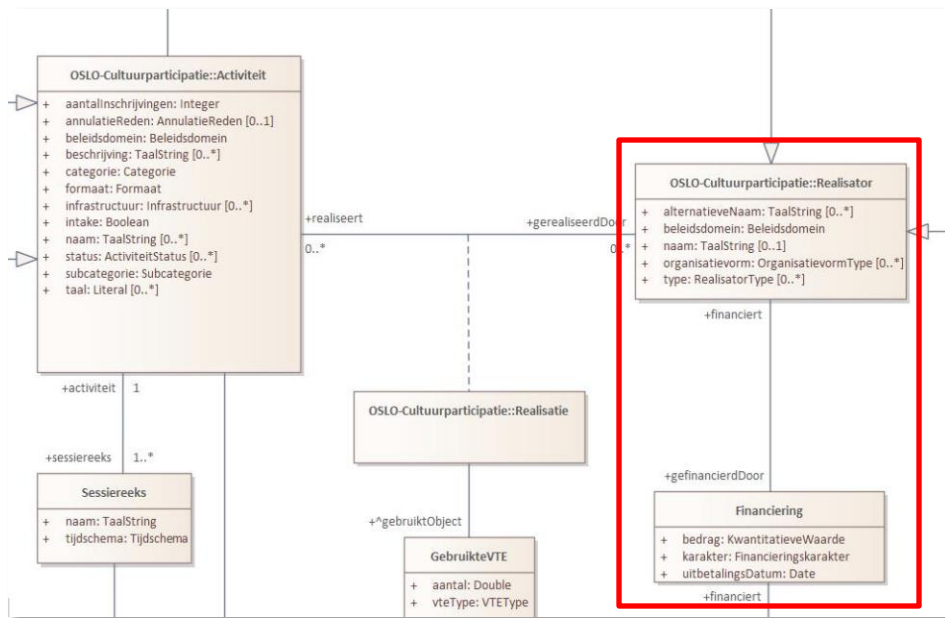 OSLO-Cultuurparticipatie::Activiteit
+ aantalInschrijvingen: Integer
+ annulatieReden: AnnulatieReden [0..1]
+ beleidsdomein: Beleidsdomein
+ beschrijving: TaalString [0..*]
+ categorie: Categorie
+ formaat: Formaat
+ infrastructuur: Infrastructuur [0..*]
+ intake: Boolean
+ naam: TaalString [0..*]
+ status: ActiviteitStatus [0..*]
+ subcategorie: Subcategorie
+ taal: Literal [0..*]
+realiseert
0..*
+gerealiseerdDoor
0..*
OSLO-Cultuurparticipatie::Realisator
+ alternatieveNaam: TaalString [0..*]
+ beleidsdomein: Beleidsdomein
+ naam: TaalString [0..1]
+ organisatievorm: OrganisatievormType [0..*]
+ type: RealisatorType [0..*]
+financiert
+activiteit 1
+sessiereeks 1..*
Sessiereeks
+ naam: TaalString
+ tijdschema: Tijdschema
OSLO-Cultuurparticipatie::Realisatie
+^gebruiktObject
GebruikteVTE
+ aantal: Double
+ vteType: VTEType
+gefinancierdDoor
Financiering
+ bedrag: KwantitatieveWaarde
+ karakter: Financieringskarakter
+ uitbetalingsDatum: Date
+financiert